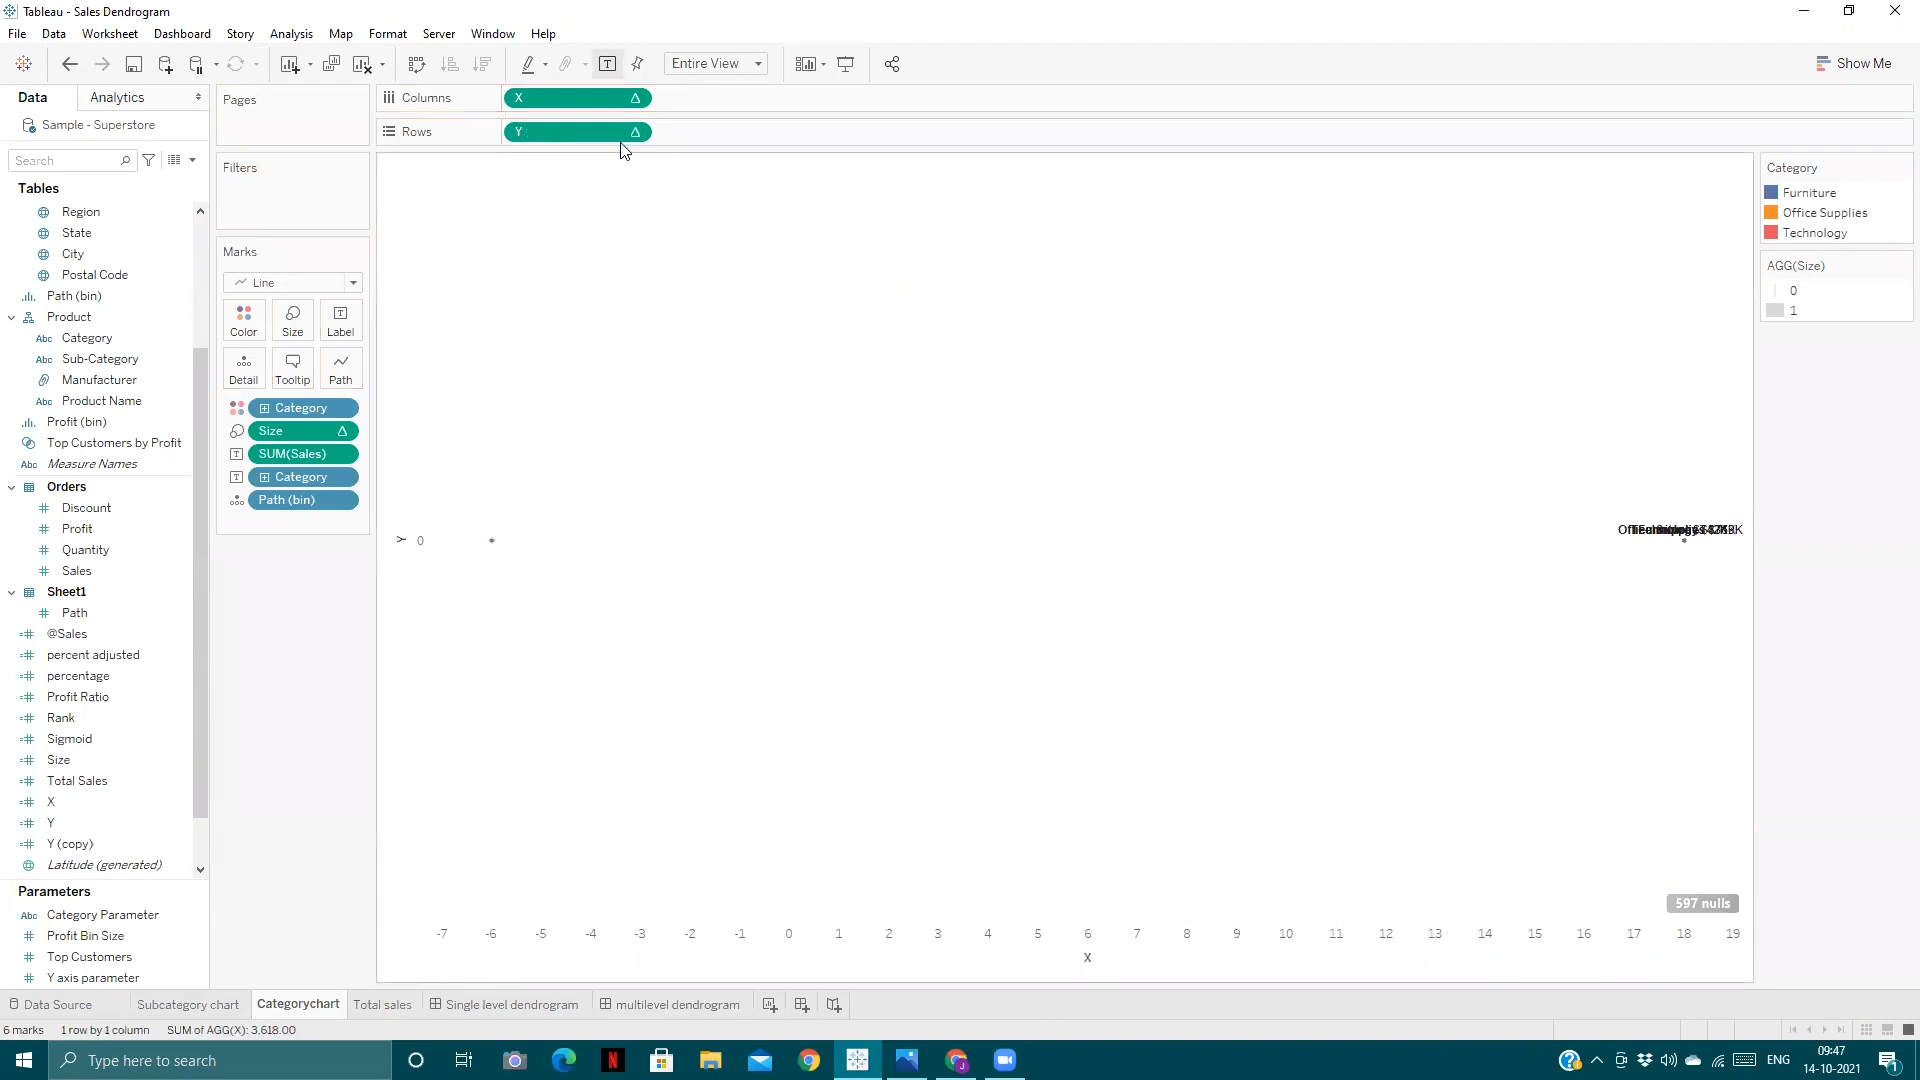 Tableau - Sales Dendrogram
File Data Worksheet Dashboard Story Analysis Map Format Server Window Help
Entire View
Show Me
Data Analytics
Pages
Columns X
Sample - Superstore
Rows Y
Search
Filters
Category
Furniture
Office Supplies
Technology
AGG(Size)
0
1
Tables
Region
State
City
Postal Code
Path (bin)
Product
Abc Category
Abc Sub-Category
Manufacturer
Abc Product Name
Profit (bin)
Top Customers by Profit
Abc Measure Names
Orders
Discount
Profit
Quantity
Sales
Sheet1
Path
@Sales
percent adjusted
percentage
Profit Ratio
Rank
Sigmoid
Size
Total Sales
X
Y
Y (copy)
Latitude (generated)
Parameters
Abc Category Parameter
Profit Bin Size
Top Customers
Y axis parameter
Marks
Line
Color Size Label
Detail Tooltip Path
Category
Size
SUM(Sales)
Category
Path (bin)
Y 0
597 nulls
-7 -6 -5 -4 -3 -2 -1 0 1 2 3 4 5 6 7 8 9 10 11 12 13 14 15 16 17 18 19
X
Data Source Subcategory chart Categorychart Total sales Single level dendrogram multilevel dendrogram
6 marks 1 row by 1 column SUM of AGG(X): 3,618.00
Type here to search
ENG
09:47
14-10-2021
1